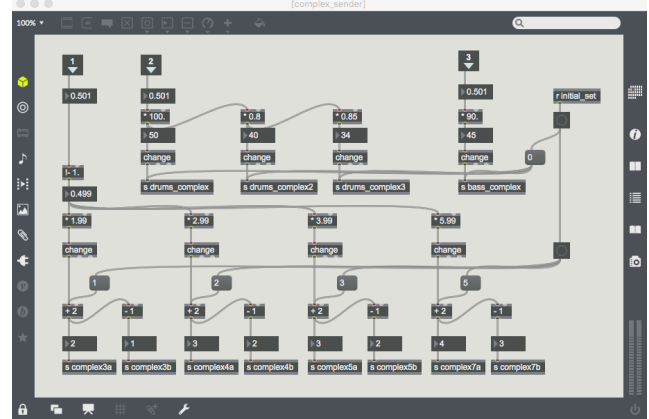 [complex_sender]
100% ▾
1 2 3
0.501 0.501 0.501 r initial_set
* 100. * 0.8 * 0.85 * 90.
50 40 34 45
change change change change 0
s drums_complex s drums_complex2 s drums_complex3 s bass_complex
!- 1.
0.499
* 1.99 * 2.99 * 3.99 * 5.99
change change change change
1 2 3 5
+ 2 - 1 + 2 - 1 + 2 - 1 + 2 - 1
2 1 3 2 3 2 4 3
s complex3a s complex3b s complex4a s complex4b s complex5a s complex5b s complex7a s complex7b